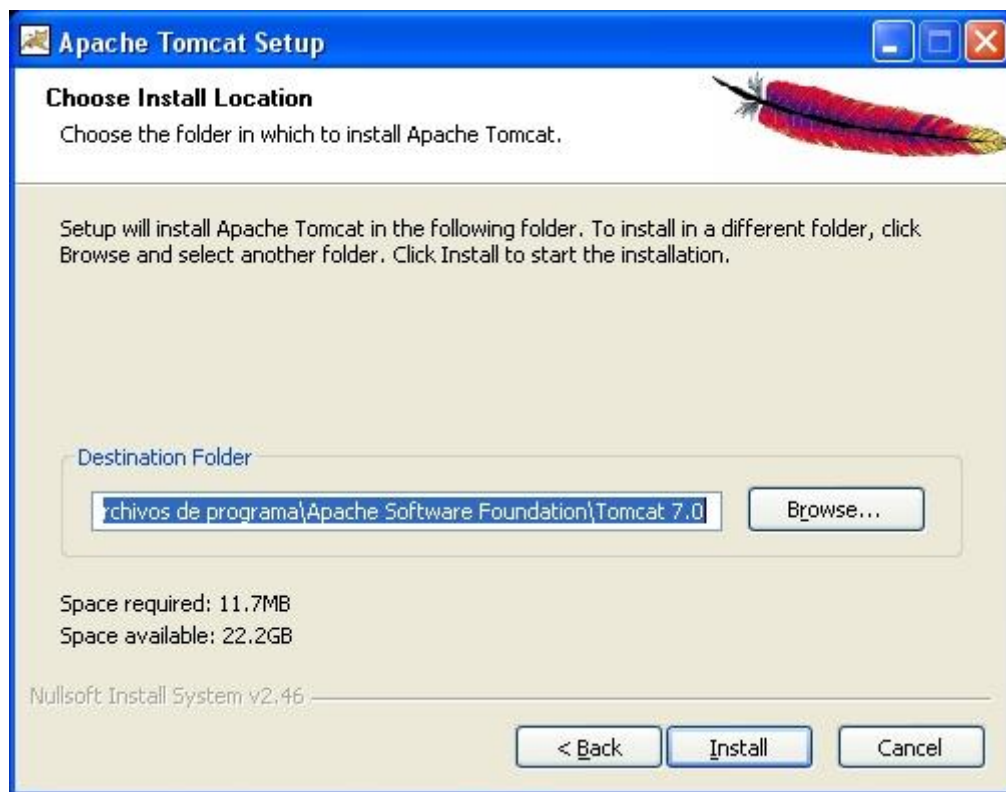 Apache Tomcat Setup
Choose Install Location
Choose the folder in which to install Apache Tomcat.
Setup will install Apache Tomcat in the following folder. To install in a different folder, click
Browse and select another folder. Click Install to start the installation.
Destination Folder
rchivos de programa\Apache Software Foundation\Tomcat 7.0
Browse...
Space required: 11.7MB
Space available: 22.2GB
Nullsoft Install System v2.46
< Back Install Cancel